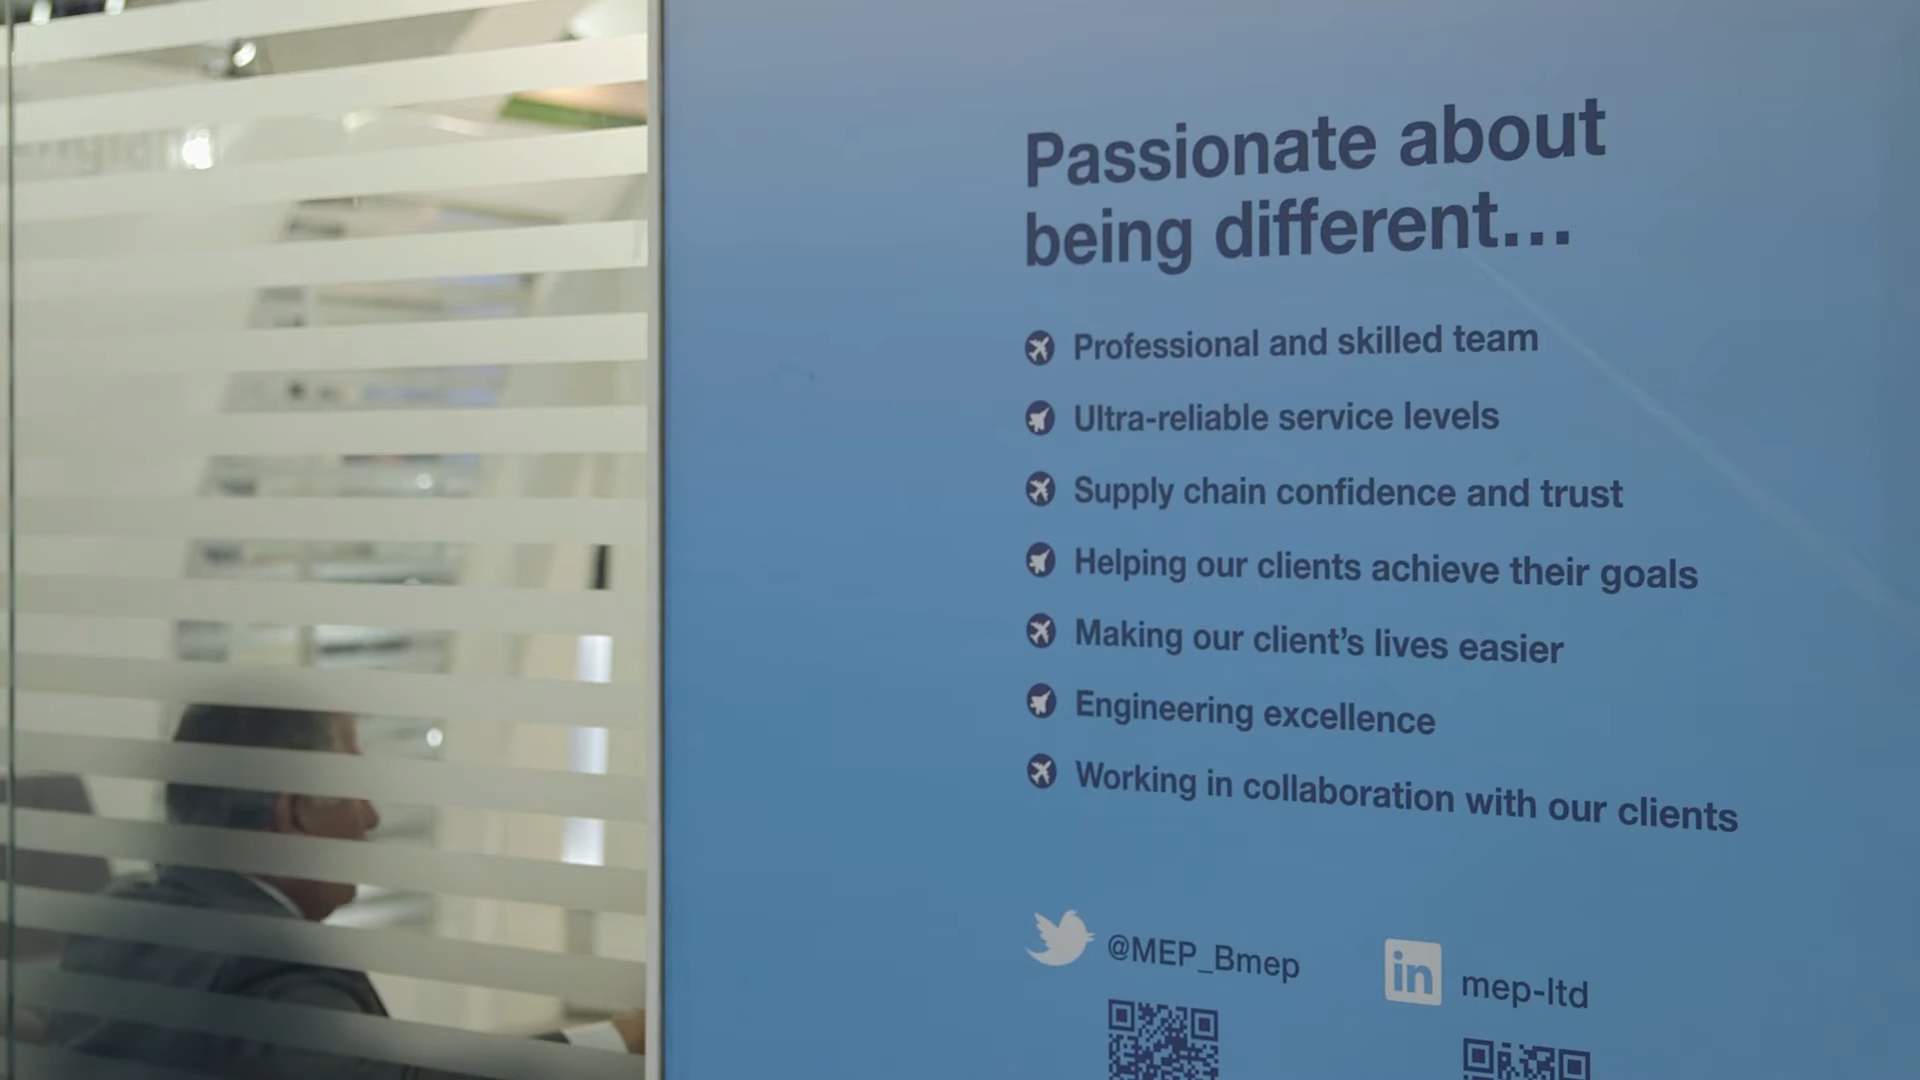 Passionate about
being different...
Professional and skilled team
Ultra-reliable service levels
Supply chain confidence and trust
Helping our clients achieve their goals
Making our client's lives easier
Engineering excellence
Working in collaboration with our clients
@MEP_Bmep
in mep-ltd